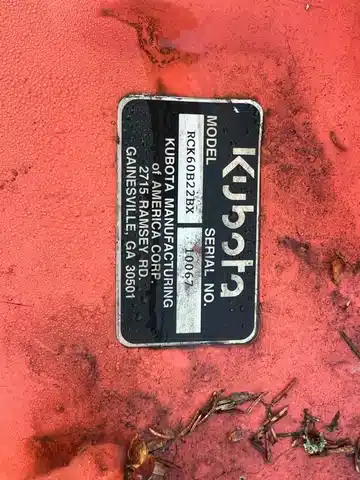 Kubota
MODEL SERIAL NO.
RCK60B22BX 10067
KUBOTA MANUFACTURING
of AMERICA CORP.
2715 RAMSEY RD.
GAINESVILLE, GA 30501